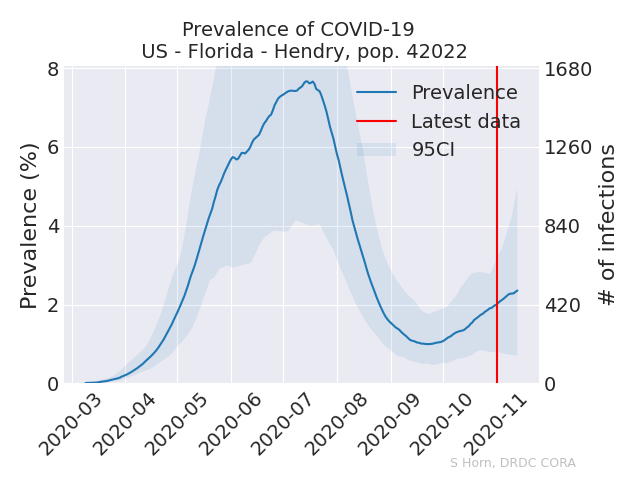 Prevalence of COVID-19
US - Florida - Hendry, pop. 42022
Prevalence (%)
8
6
4
2
0
1680
1260
840
420
0
# of infections
Prevalence
Latest data
95CI
2020-03
2020-04
2020-05
2020-06
2020-07
2020-08
2020-09
2020-10
2020-11
S Horn, DRDC CORA